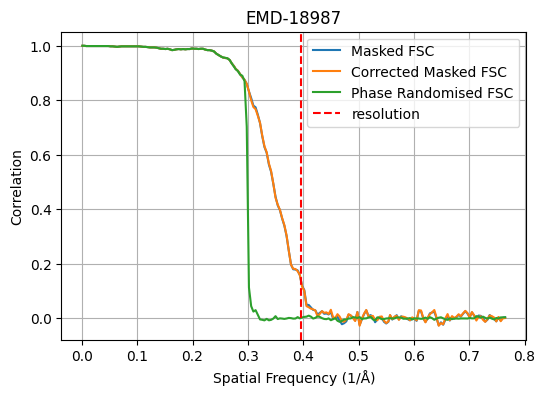 EMD-18987
Masked FSC
Corrected Masked FSC
Phase Randomised FSC
resolution
1.0
0.8
0.6
0.4
0.2
0.0
Correlation
0.0 0.1 0.2 0.3 0.4 0.5 0.6 0.7 0.8
Spatial Frequency (1/Å)